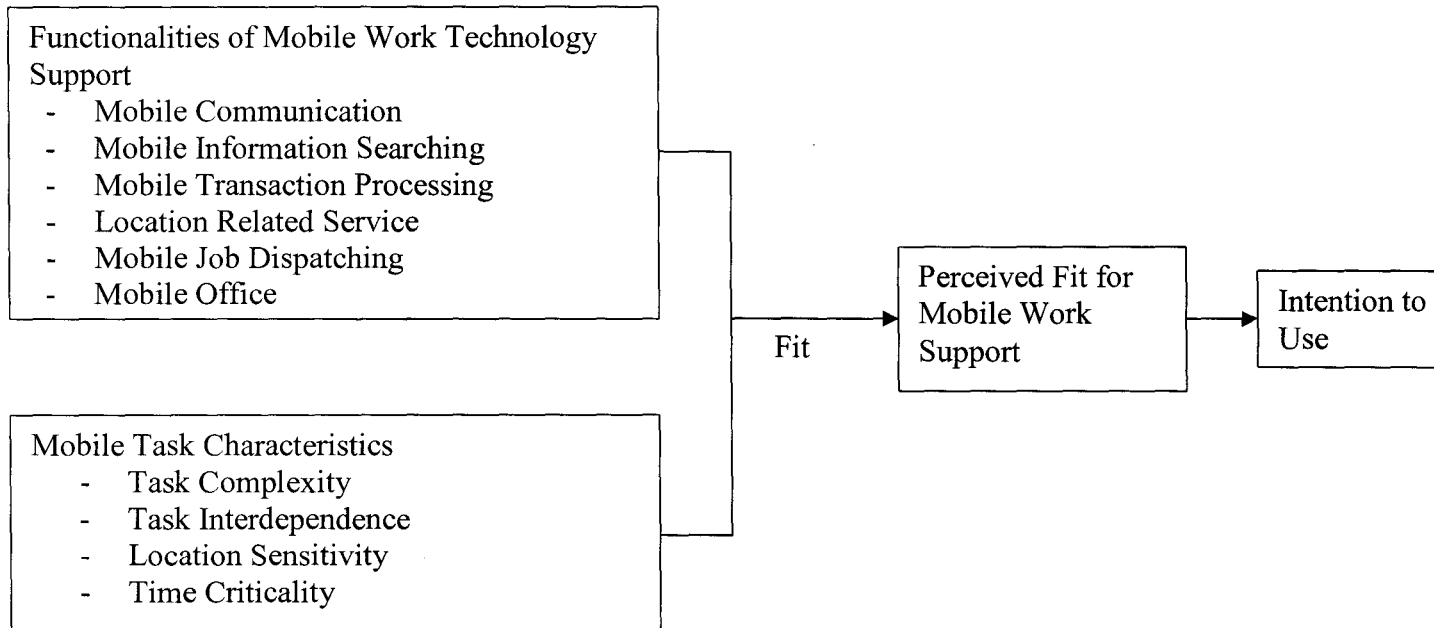 Functionalities of Mobile Work Technology
Support
- Mobile Communication
- Mobile Information Searching
- Mobile Transaction Processing
- Location Related Service
- Mobile Job Dispatching
- Mobile Office
Mobile Task Characteristics
- Task Complexity
- Task Interdependence
- Location Sensitivity
- Time Criticality
Fit
Perceived Fit for
Mobile Work
Support
Intention to
Use